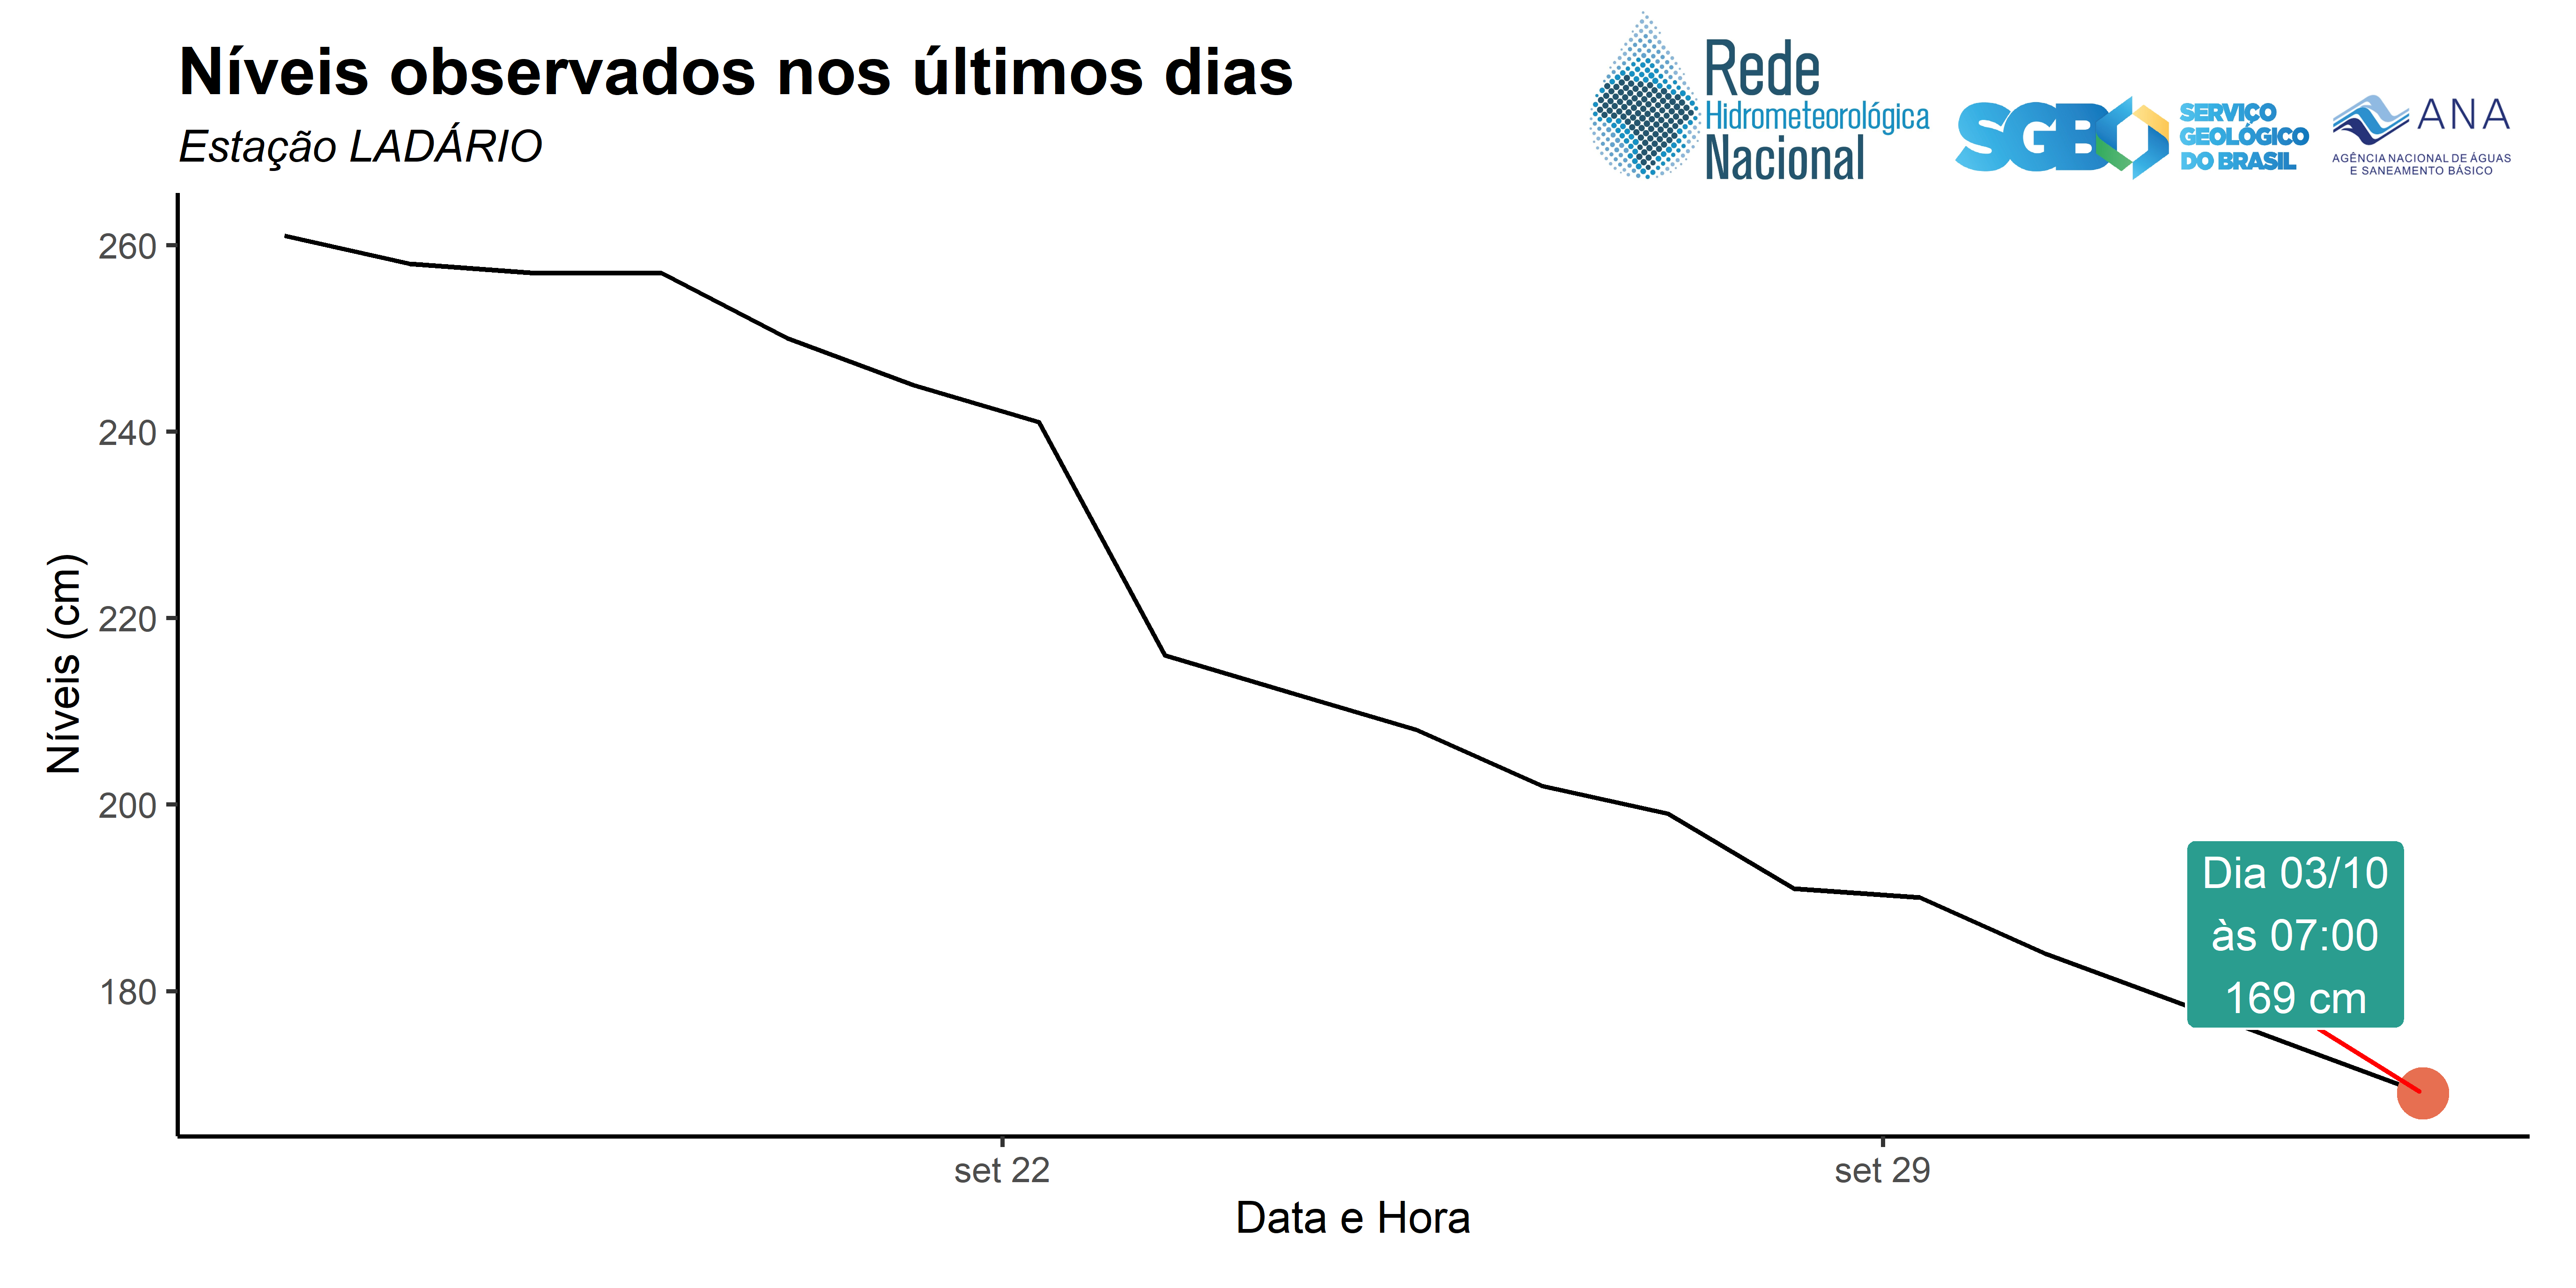 Níveis observados nos últimos dias
Estação LADÁRIO
Rede
Hidrometeorológica
Nacional
SGB
SERVIÇO
GEOLÓGICO
DO BRASIL
ANA
AGÊNCIA NACIONAL DE ÁGUAS
E SANEAMENTO BÁSICO
Níveis (cm)
260
240
220
200
180
Dia 03/10
às 07:00
169 cm
set 22
set 29
Data e Hora